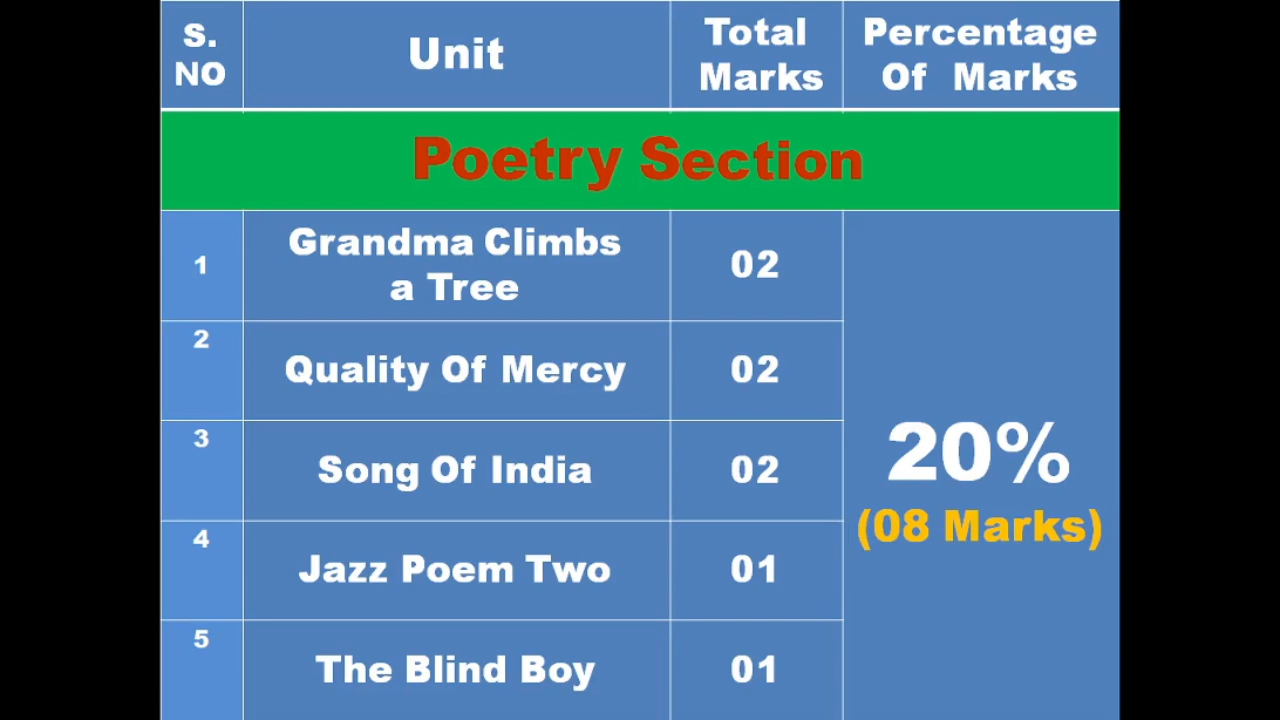 S. NO
Unit
Total Marks
Percentage Of Marks
Poetry Section
1
Grandma Climbs a Tree
02
2
Quality Of Mercy
02
3
Song Of India
02
4
Jazz Poem Two
01
5
The Blind Boy
01
20%
(08 Marks)